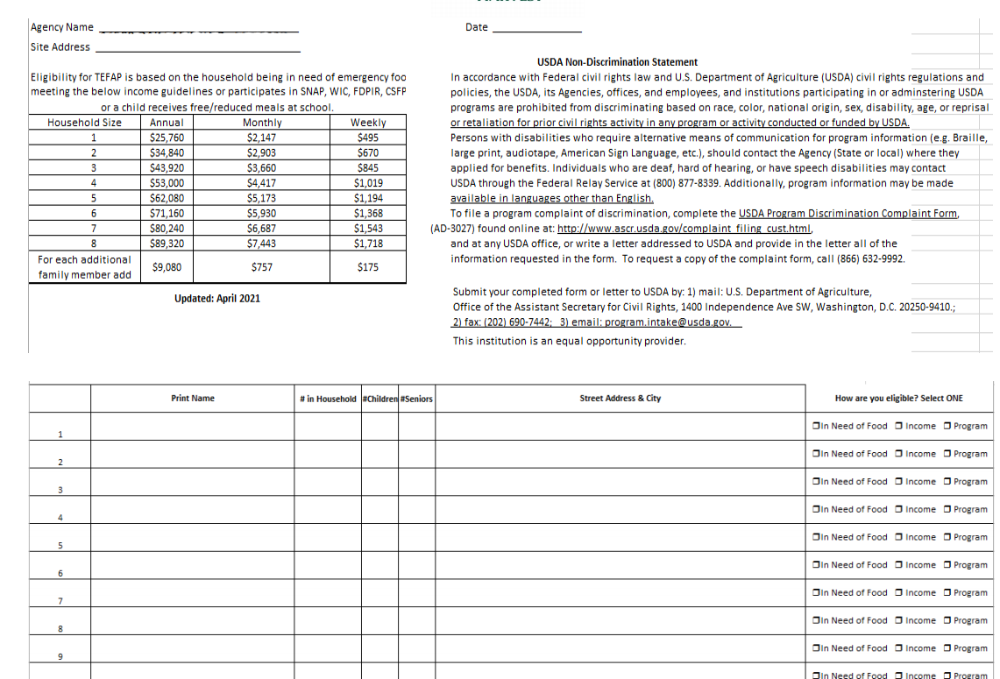 Agency Name
Date
Site Address
Eligibility for TEFAP is based on the household being in need of emergency foo
meeting the below income guidelines or participates in SNAP, WIC, FDPIR, CSFP
or a child receives free/reduced meals at school.
Household Size Annual Monthly Weekly
1 $25,760 $2,147 $495
2 $34,840 $2,903 $670
3 $43,920 $3,660 $845
4 $53,000 $4,417 $1,019
5 $62,080 $5,173 $1,194
6 $71,160 $5,930 $1,368
7 $80,240 $6,687 $1,543
8 $89,320 $7,443 $1,718
For each additional
family member add $9,080 $757 $175
Updated: April 2021
USDA Non-Discrimination Statement
In accordance with Federal civil rights law and U.S. Department of Agriculture (USDA) civil rights regulations and
policies, the USDA, its Agencies, offices, and employees, and institutions participating in or adminstering USDA
programs are prohibited from discriminating based on race, color, national origin, sex, disability, age, or reprisal
or retaliation for prior civil rights activity in any program or activity conducted or funded by USDA.
Persons with disabilities who require alternative means of communication for program information (e.g. Braille,
large print, audiotape, American Sign Language, etc.), should contact the Agency (State or local) where they
applied for benefits. Individuals who are deaf, hard of hearing, or have speech disabilities may contact
USDA through the Federal Relay Service at (800) 877-8339. Additionally, program information may be made
available in languages other than English.
To file a program complaint of discrimination, complete the USDA Program Discrimination Complaint Form,
(AD-3027) found online at: http://www.ascr.usda.gov/complaint_filing_cust.html,
and at any USDA office, or write a letter addressed to USDA and provide in the letter all of the
information requested in the form. To request a copy of the complaint form, call (866) 632-9992.
Submit your completed form or letter to USDA by: 1) mail: U.S. Department of Agriculture,
Office of the Assistant Secretary for Civil Rights, 1400 Independence Ave SW, Washington, D.C. 20250-9410.;
2) fax: (202) 690-7442; 3) email: program.intake@usda.gov.
This institution is an equal opportunity provider.
Print Name # in Household #Children #Seniors Street Address & City How are you eligible? Select ONE
1 ❒In Need of Food ❒ Income ❒ Program
2 ❒In Need of Food ❒ Income ❒ Program
3 ❒In Need of Food ❒ Income ❒ Program
4 ❒In Need of Food ❒ Income ❒ Program
5 ❒In Need of Food ❒ Income ❒ Program
6 ❒In Need of Food ❒ Income ❒ Program
7 ❒In Need of Food ❒ Income ❒ Program
8 ❒In Need of Food ❒ Income ❒ Program
9 ❒In Need of Food ❒ Income ❒ Program
❒In Need of Food ❒ Income ❒ Program